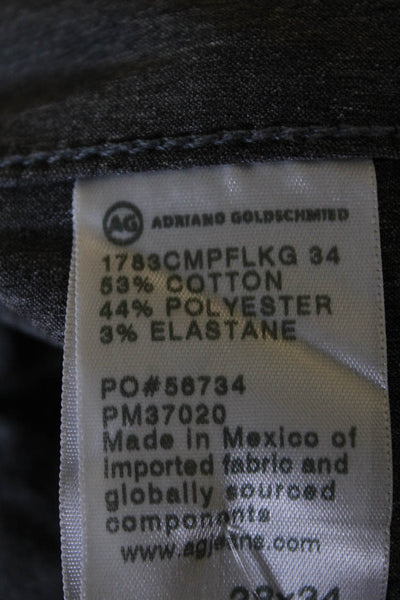 AG ADRIANO GOLDSCHMIED
1783CMPFLKG 34
53% COTTON
44% POLYESTER
3% ELASTANE
PO#56734
PM37020
Made in Mexico of
imported fabric and
globally sourced
components
www.agjeans.com